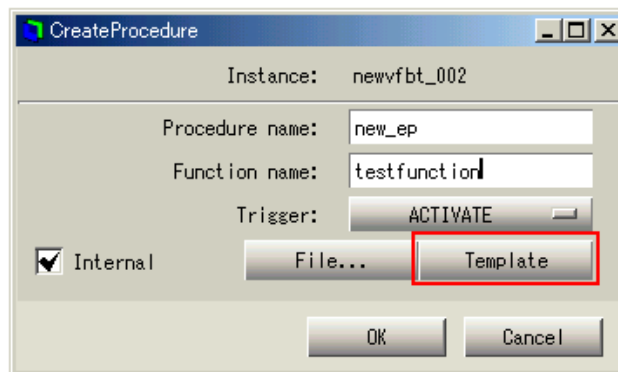 CreateProcedure
Instance: newvfbt_002
Procedure name: new_ep
Function name: testfunction
Trigger: ACTIVATE
Internal File... Template
OK Cancel